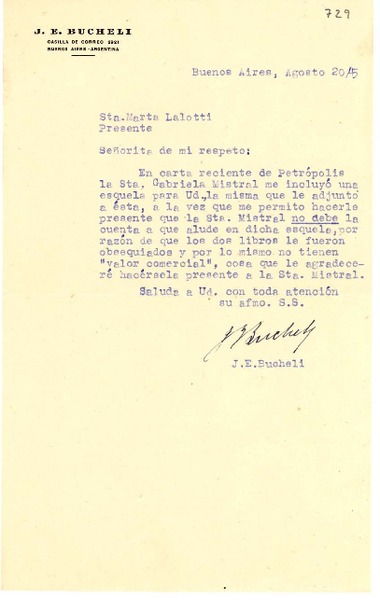 729
J. E. BUCHELI
CASILLA DE CORREO 2921
BUENOS AIRES - ARGENTINA
Buenos Aires, Agosto 20/5
Sta.Marta Lalotti
Presente
Señorita de mi respeto;
En carta reciente de Petrópolis
la Sta, Gabriela Mistral me incluyó una
esquela para Ud.,la misma que le adjunto
a ésta, a la vez que me permito hacerle
presente que la Sta. Mistral no debe la
cuenta a que alude en dicha esquela,por
razón de que los dos libros le fueron
obsequiados y por lo mismo no tienen
"valor comercial", cosa que le agradece-
ré hacérsela presente a la Sta. Mistral.
Saluda a Ud. con toda atención
su afmo. S.S.
J E Bucheli
J.E.Bucheli